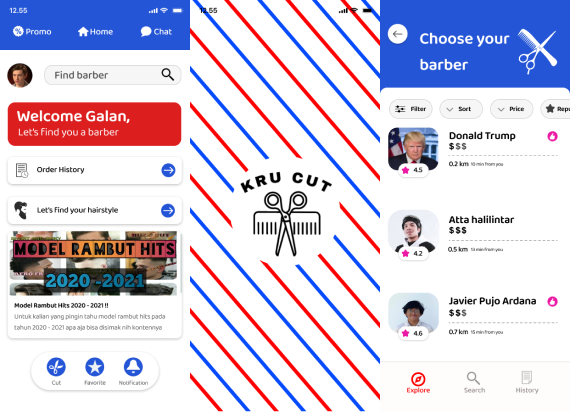 12.55
Promo
Home
Chat
Find barber
Welcome Galan,
Let's find you a barber
Order History
Let's find your hairstyle
MODEL RAMBUT HITS
2020 -2021
Model Rambut Hits 2020 - 2021 !!
Untuk kalian yang pingin tahu model rambut hits pada
tahun 2020 - 2021 apa aja bisa disimak nih kontennya
Cut
Favorite
Notification
12.55
KRU CUT
Choose your
barber
Filter
Sort
Price
Donald Trump
$$$
4.5
0.2 km 10 min from you
Atta halilintar
$$$
4.2
0.5 km 15 min from you
Javier Pujo Ardana
$$$
4.6
0.7 km 15 min from you
Explore
Search
History